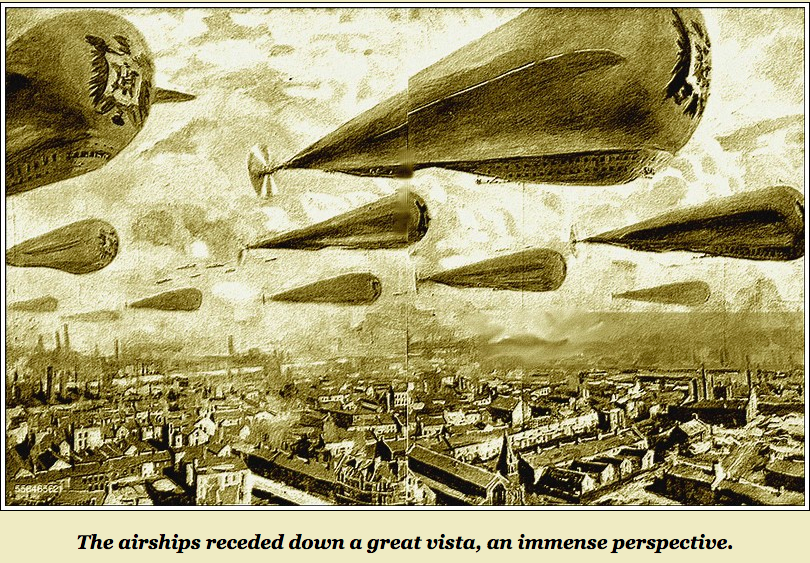 The airships receded down a great vista, an immense perspective.